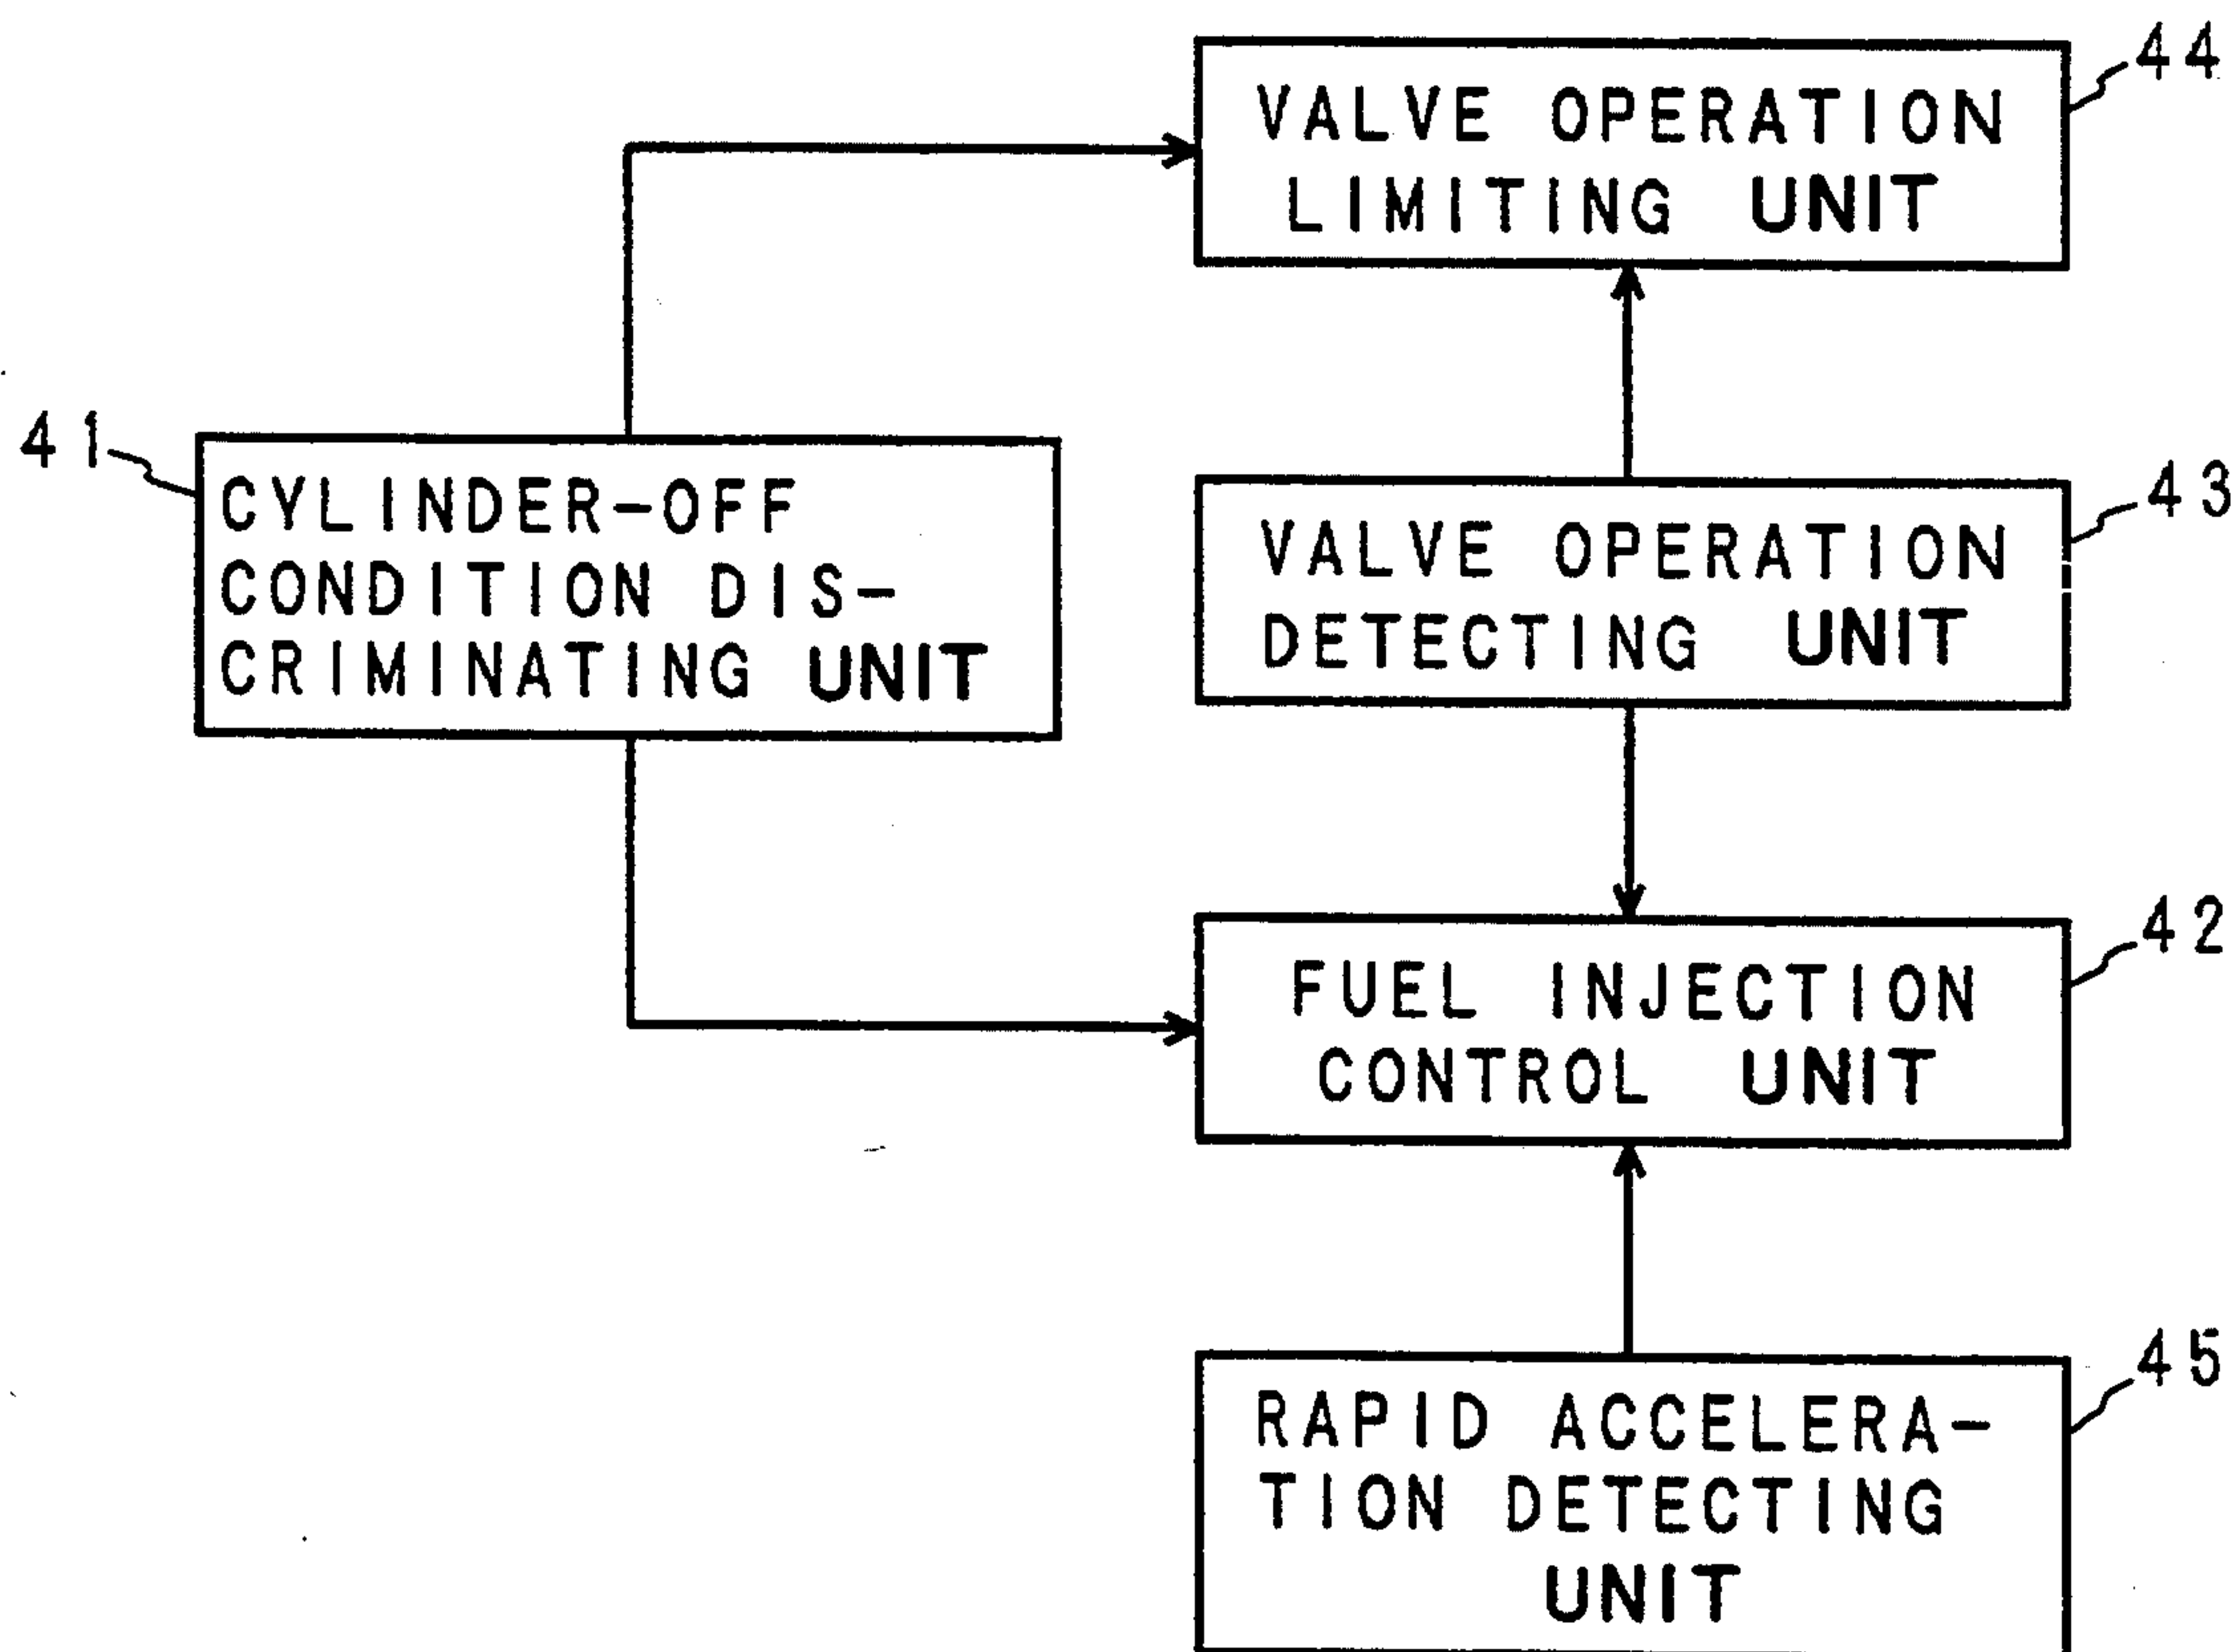 44
VALVE OPERATION
LIMITING UNIT
41
CYLINDER-OFF
CONDITION DIS-
CRIMINATING UNIT
43
VALVE OPERATION
DETECTING UNIT
42
FUEL INJECTION
CONTROL UNIT
45
RAPID ACCELERA-
TION DETECTING
UNIT